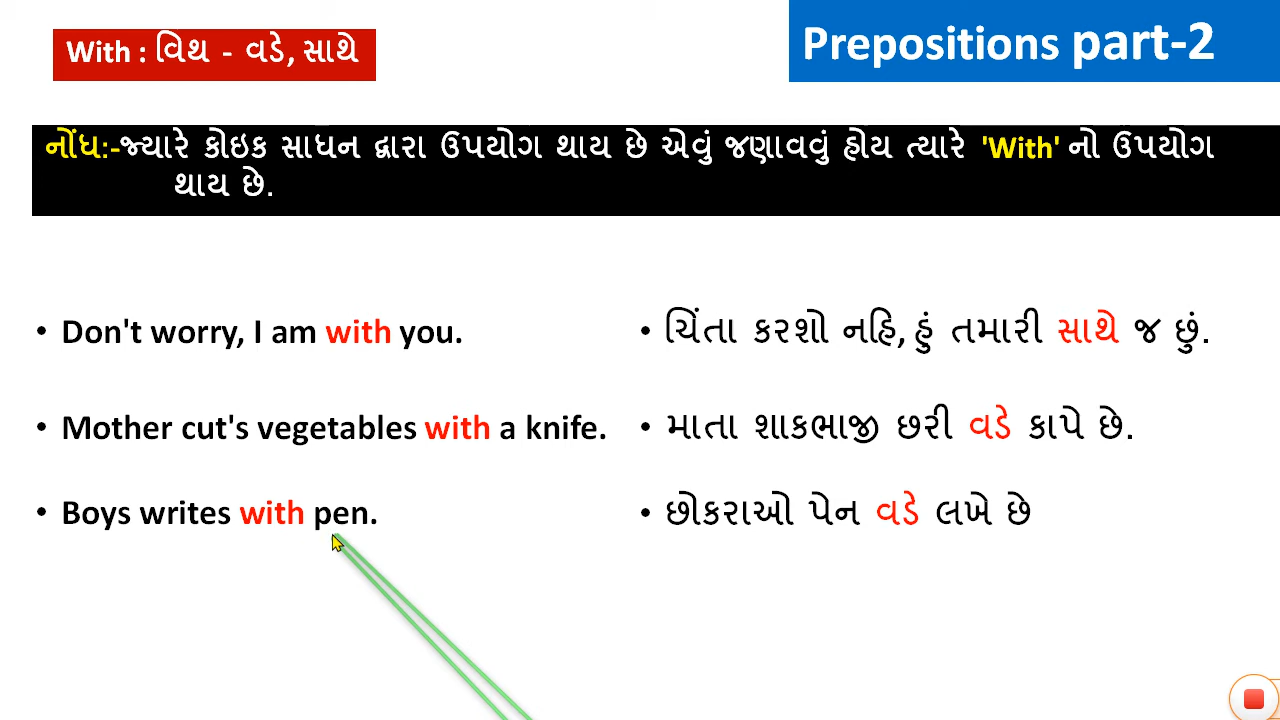 With : વિથ - વડે, સાથે
Prepositions part-2
નોંધ:-જ્યારે કોઇક સાધન દ્વારા ઉપયોગ થાય છે એવું જણાવવું હોય ત્યારે 'With' નો ઉપયોગ
થાય છે.
• Don't worry, I am with you.
• ચિંતા કરશો નહિ, હું તમારી સાથે જ છું.
• Mother cut's vegetables with a knife.
• માતા શાકભાજી છરી વડે કાપે છે.
• Boys writes with pen.
• છોકરાઓ પેન વડે લખે છે